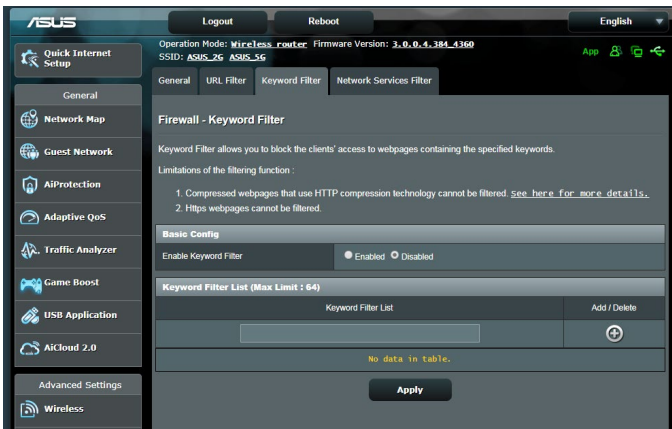 ASUS
Logout
Reboot
English
Quick Internet
Setup
Operation Mode: Wireless router Firmware Version: 3.0.0.4.384_4360
SSID: ASUS_2G ASUS_5G
App
General
URL Filter
Keyword Filter
Network Services Filter
General
Network Map
Guest Network
AiProtection
Adaptive QoS
Traffic Analyzer
Game Boost
USB Application
AiCloud 2.0
Advanced Settings
Wireless
Firewall - Keyword Filter
Keyword Filter allows you to block the clients' access to webpages containing the specified keywords.
Limitations of the filtering function :
1. Compressed webpages that use HTTP compression technology cannot be filtered. See here for more details.
2. Https webpages cannot be filtered.
Basic Config
Enable Keyword Filter
Enabled Disabled
Keyword Filter List (Max Limit : 64)
Keyword Filter List
Add / Delete
No data in table.
Apply